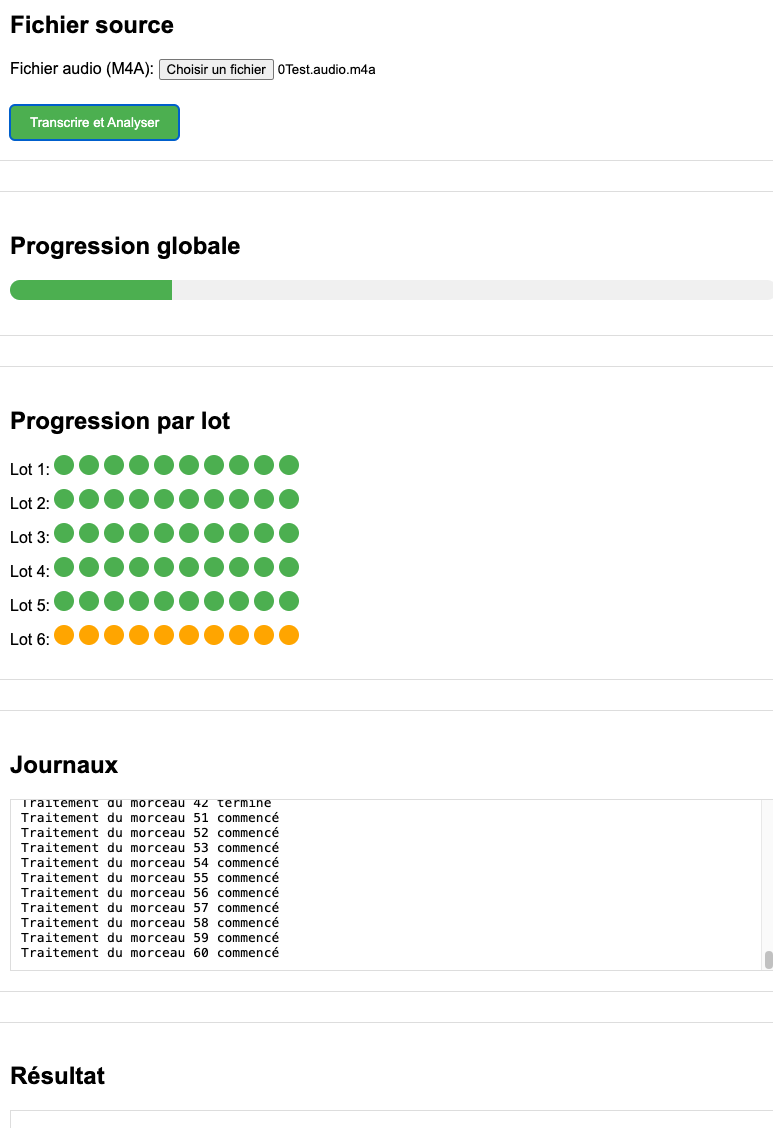 Fichier source
Fichier audio (M4A): Choisir un fichier 0Test.audio.m4a
Transcrire et Analyser
Progression globale
Progression par lot
Lot 1:
Lot 2:
Lot 3:
Lot 4:
Lot 5:
Lot 6:
Journaux
Traitement du morceau 42 terminé
Traitement du morceau 51 commencé
Traitement du morceau 52 commencé
Traitement du morceau 53 commencé
Traitement du morceau 54 commencé
Traitement du morceau 55 commencé
Traitement du morceau 56 commencé
Traitement du morceau 57 commencé
Traitement du morceau 58 commencé
Traitement du morceau 59 commencé
Traitement du morceau 60 commencé
Résultat